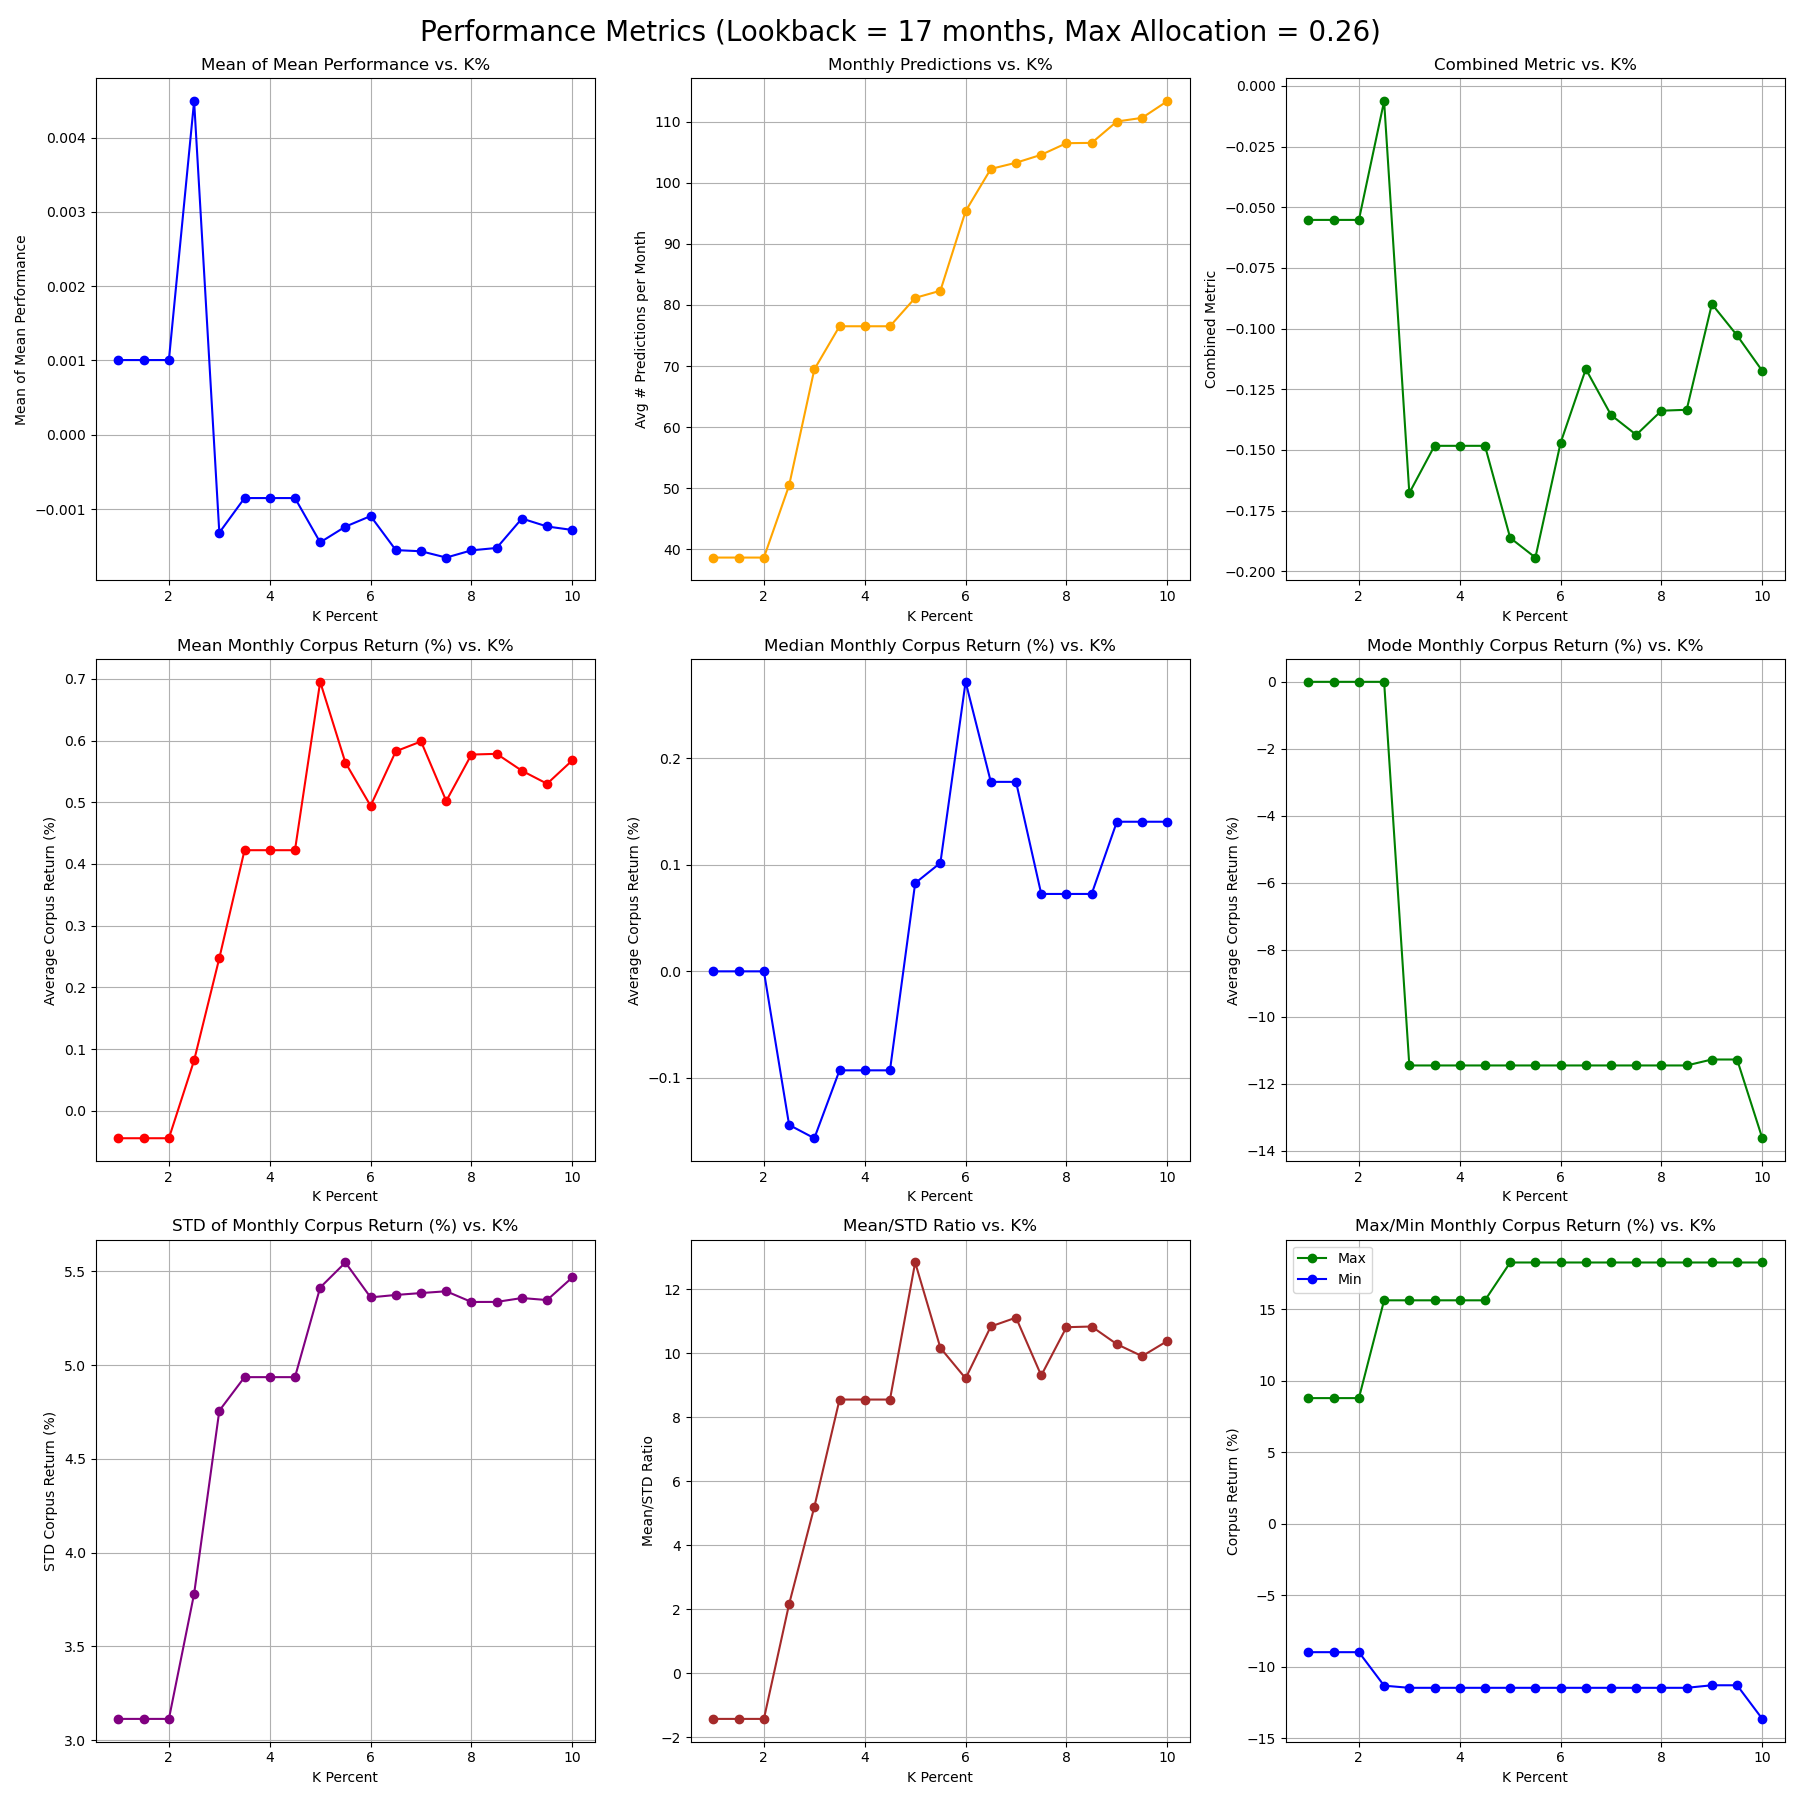 Performance Metrics (Lookback = 17 months, Max Allocation = 0.26)
Mean of Mean Performance vs. K%
Mean of Mean Performance
0.004
0.003
0.002
0.001
0.000
−0.001
2 4 6 8 10
K Percent
Monthly Predictions vs. K%
Avg # Predictions per Month
110
100
90
80
70
60
50
40
2 4 6 8 10
K Percent
Combined Metric vs. K%
Combined Metric
0.000
−0.025
−0.050
−0.075
−0.100
−0.125
−0.150
−0.175
−0.200
2 4 6 8 10
K Percent
Mean Monthly Corpus Return (%) vs. K%
Average Corpus Return (%)
0.7
0.6
0.5
0.4
0.3
0.2
0.1
0.0
2 4 6 8 10
K Percent
Median Monthly Corpus Return (%) vs. K%
Average Corpus Return (%)
0.2
0.1
0.0
−0.1
2 4 6 8 10
K Percent
Mode Monthly Corpus Return (%) vs. K%
Average Corpus Return (%)
0
−2
−4
−6
−8
−10
−12
−14
2 4 6 8 10
K Percent
STD of Monthly Corpus Return (%) vs. K%
STD Corpus Return (%)
5.5
5.0
4.5
4.0
3.5
3.0
2 4 6 8 10
K Percent
Mean/STD Ratio vs. K%
Mean/STD Ratio
12
10
8
6
4
2
0
−2
2 4 6 8 10
K Percent
Max/Min Monthly Corpus Return (%) vs. K%
Max
Min
Corpus Return (%)
15
10
5
0
−5
−10
−15
2 4 6 8 10
K Percent